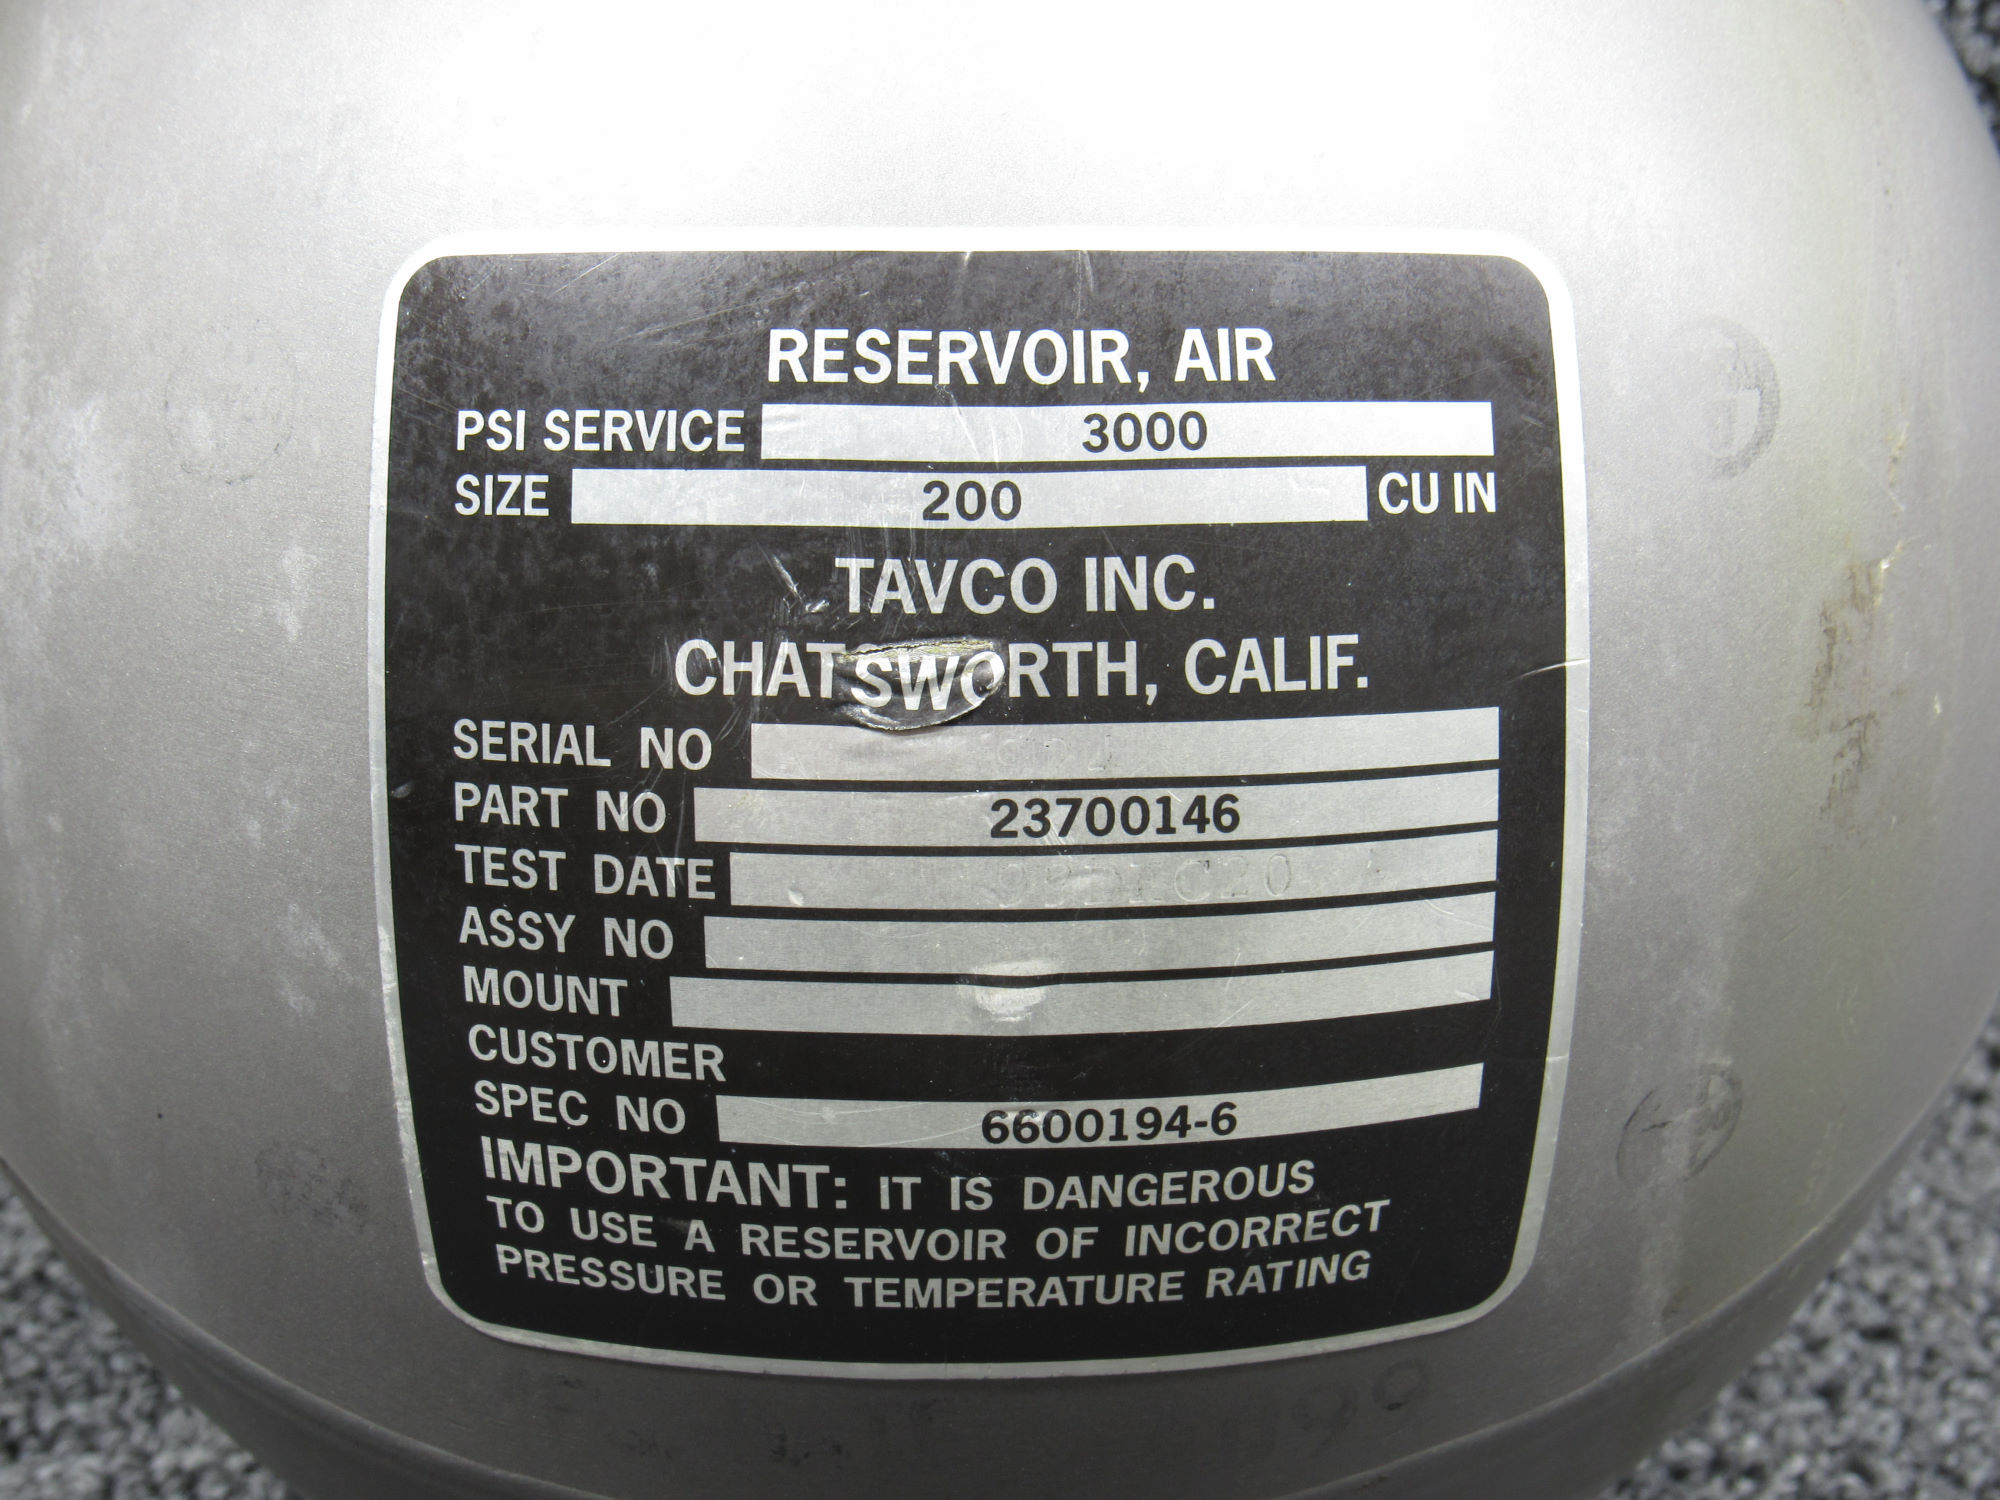 RESERVOIR, AIR
PSI SERVICE 3000
SIZE 200 CU IN
TAVCO INC.
CHATSWORTH, CALIF.
SERIAL NO
PART NO 23700146
TEST DATE
ASSY NO
MOUNT
CUSTOMER
SPEC NO 6600194-6
IMPORTANT: IT IS DANGEROUS
TO USE A RESERVOIR OF INCORRECT
PRESSURE OR TEMPERATURE RATING